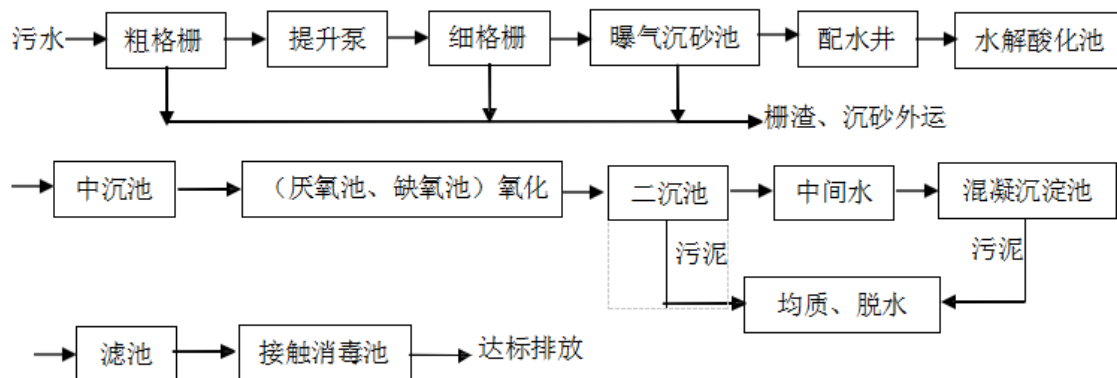 污水 粗格栅 提升泵 细格栅 曝气沉砂池 配水井 水解酸化池
栅渣、沉砂外运
中沉池 （厌氧池、缺氧池）氧化 二沉池 中间水 混凝沉淀池
污泥 污泥
均质、脱水
滤池 接触消毒池 达标排放